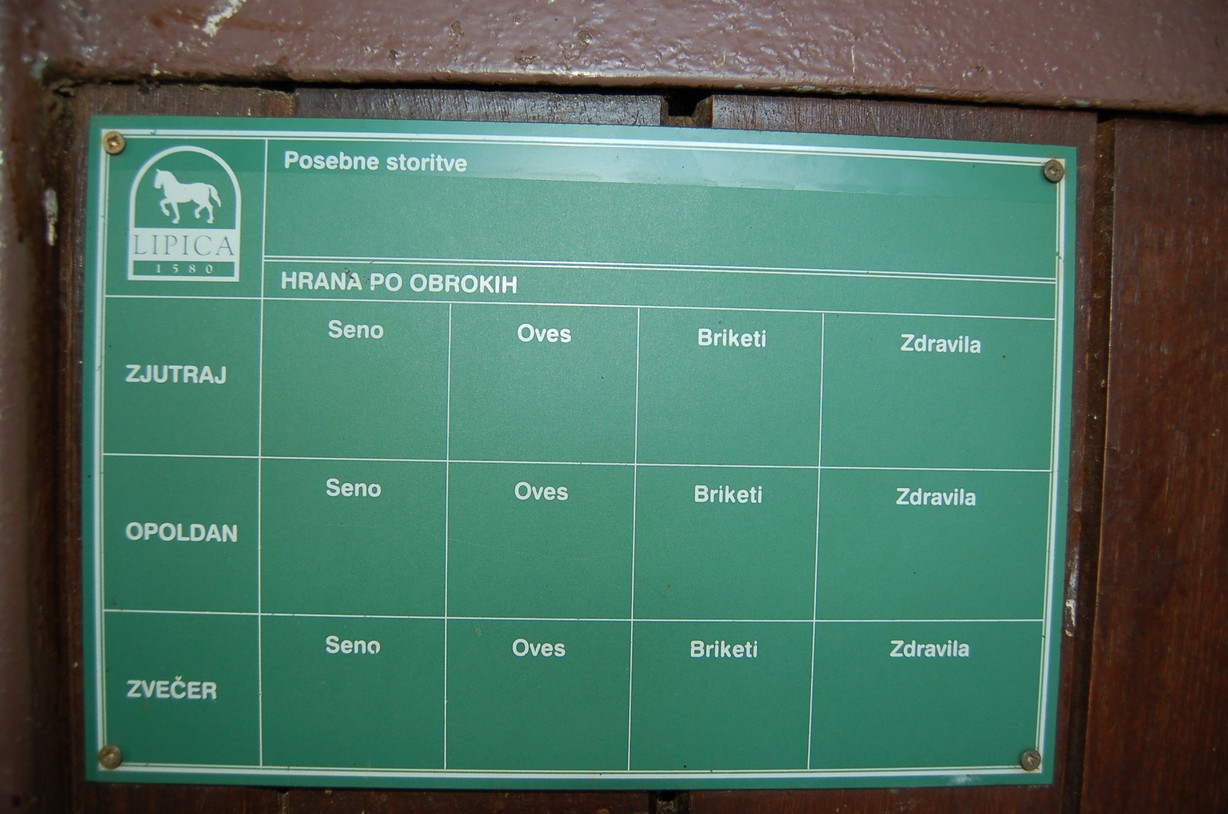 Posebne storitve
LIPICA
1580
HRANA PO OBROKIH
ZJUTRAJ
Seno
Oves
Briketi
Zdravila
OPOLDAN
Seno
Oves
Briketi
Zdravila
ZVEČER
Seno
Oves
Briketi
Zdravila